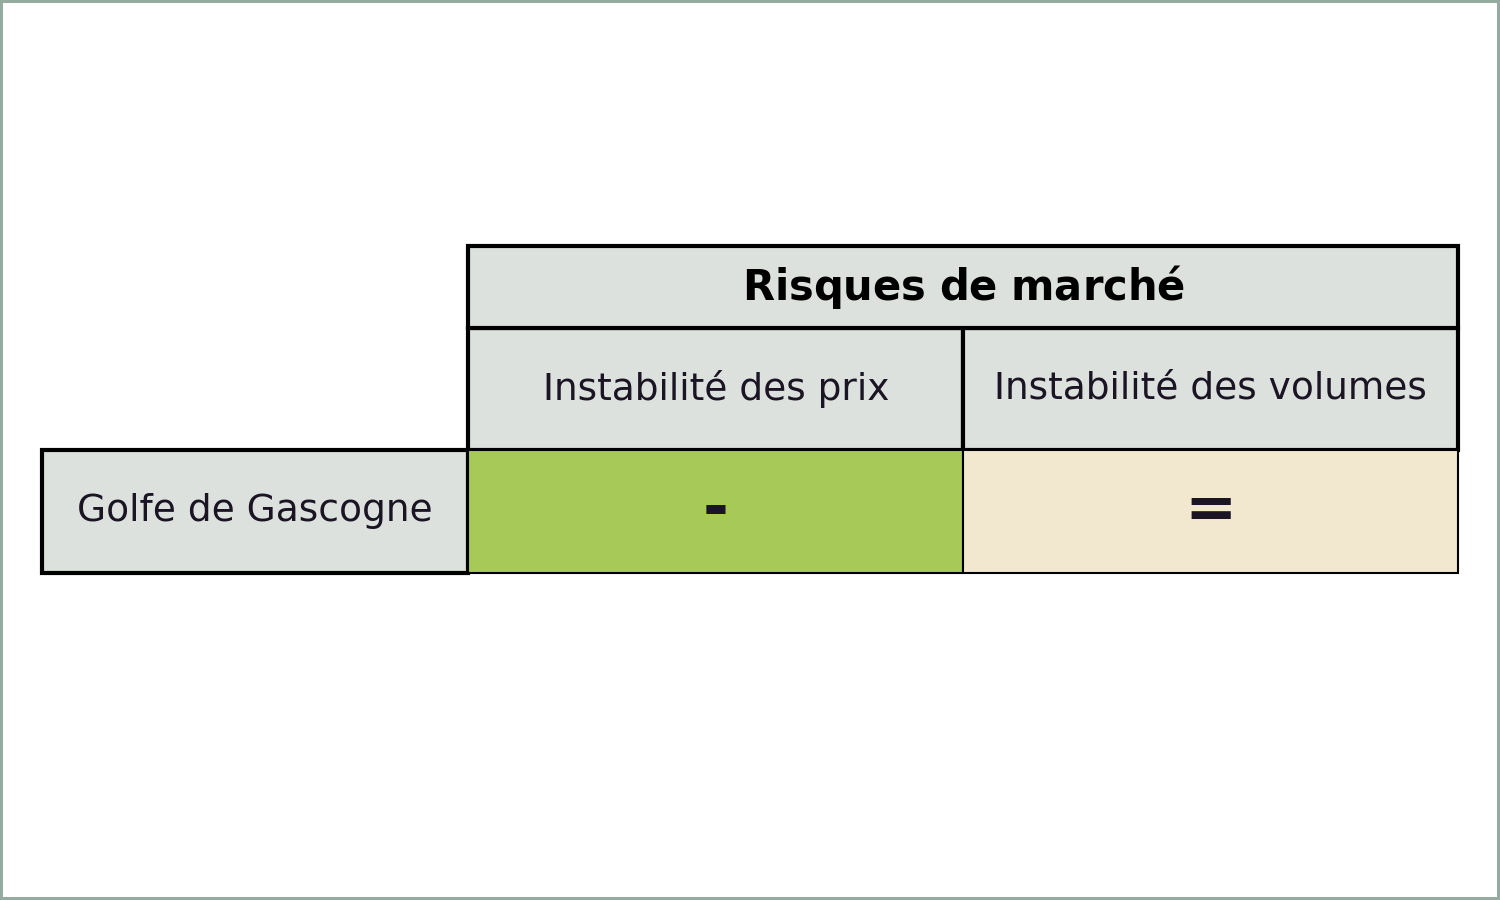 Risques de marché
Instabilité des prix
Instabilité des volumes
Golfe de Gascogne
-
=